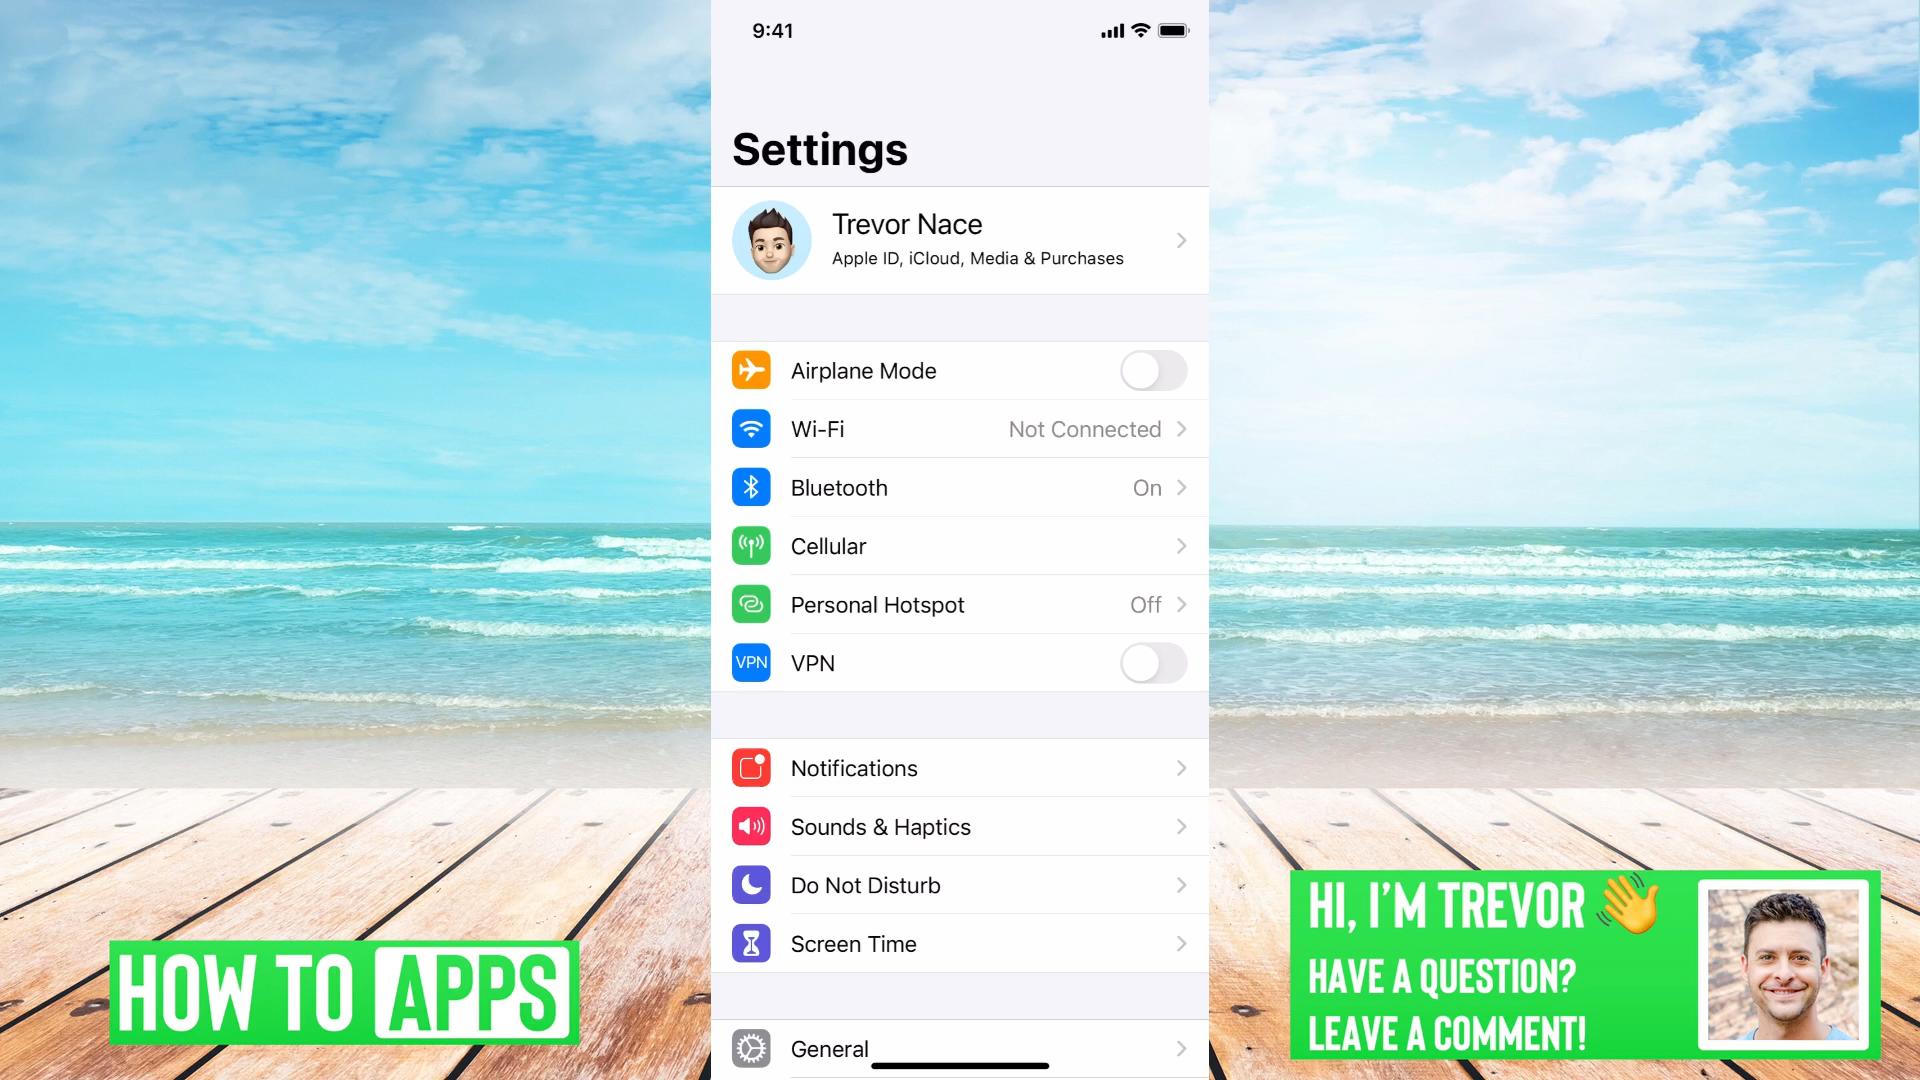 9:41
Settings
Trevor Nace
Apple ID, iCloud, Media & Purchases
Airplane Mode
Wi-Fi Not Connected
Bluetooth On
Cellular
Personal Hotspot Off
VPN VPN
Notifications
Sounds & Haptics
Do Not Disturb
Screen Time
General
HOW TO APPS
HI, I'M TREVOR
HAVE A QUESTION?
LEAVE A COMMENT!